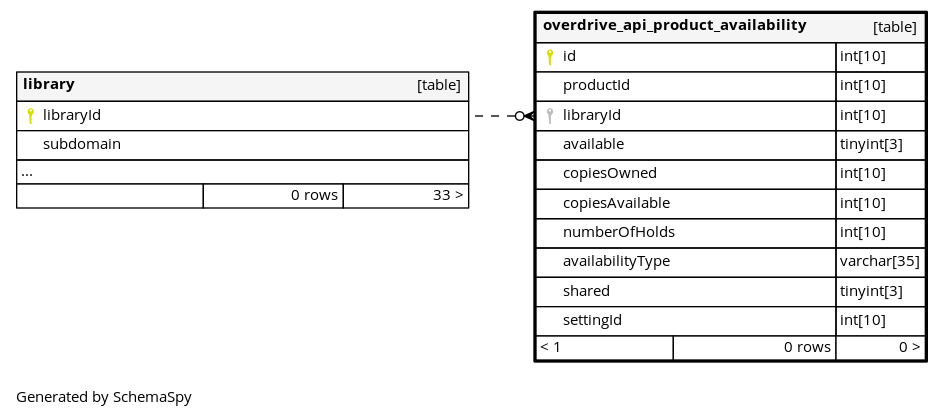 library [table]
libraryId
subdomain
...
0 rows 33 >
overdrive_api_product_availability [table]
id int[10]
productId int[10]
libraryId int[10]
available tinyint[3]
copiesOwned int[10]
copiesAvailable int[10]
numberOfHolds int[10]
availabilityType varchar[35]
shared tinyint[3]
settingId int[10]
< 1 0 rows 0 >
Generated by SchemaSpy